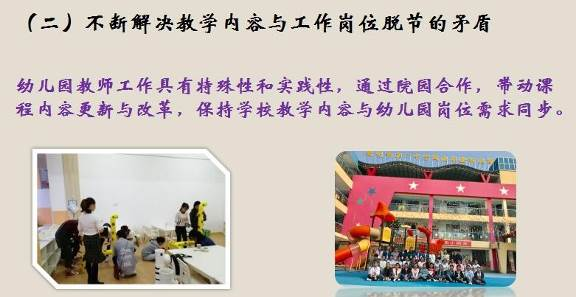 （二）不断解决教学内容与工作岗位脱节的矛盾
幼儿园教师工作具有特殊性和实践性，通过院园合作，带动课
程内容更新与改革，保持学校教学内容与幼儿园岗位需求同步。